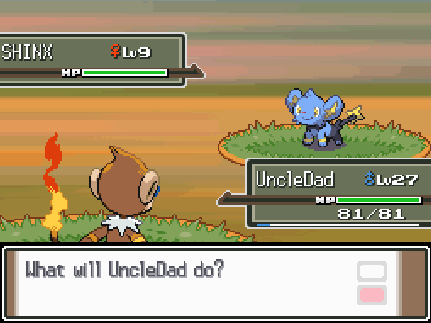 SHINX ♀Lv9
HP
UncleDad ♂Lv27
HP
81/81
What will UncleDad do?